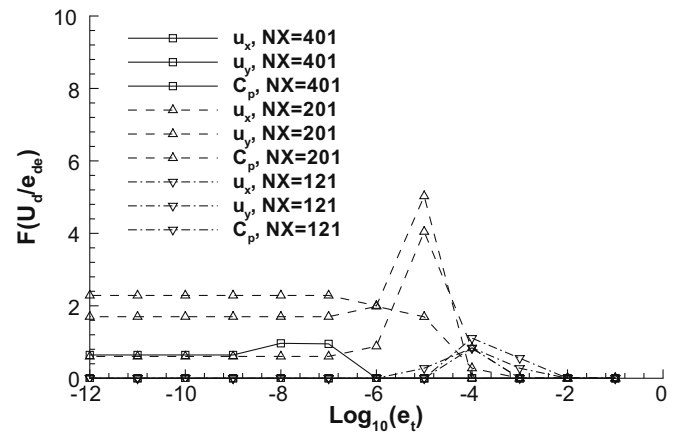 10
8
6
4
2
0
F(U_d/e_de)
u_x, NX=401
u_y, NX=401
C_p, NX=401
u_x, NX=201
u_y, NX=201
C_p, NX=201
u_x, NX=121
u_y, NX=121
C_p, NX=121
-12 -10 -8 -6 -4 -2 0
Log_10(e_t)